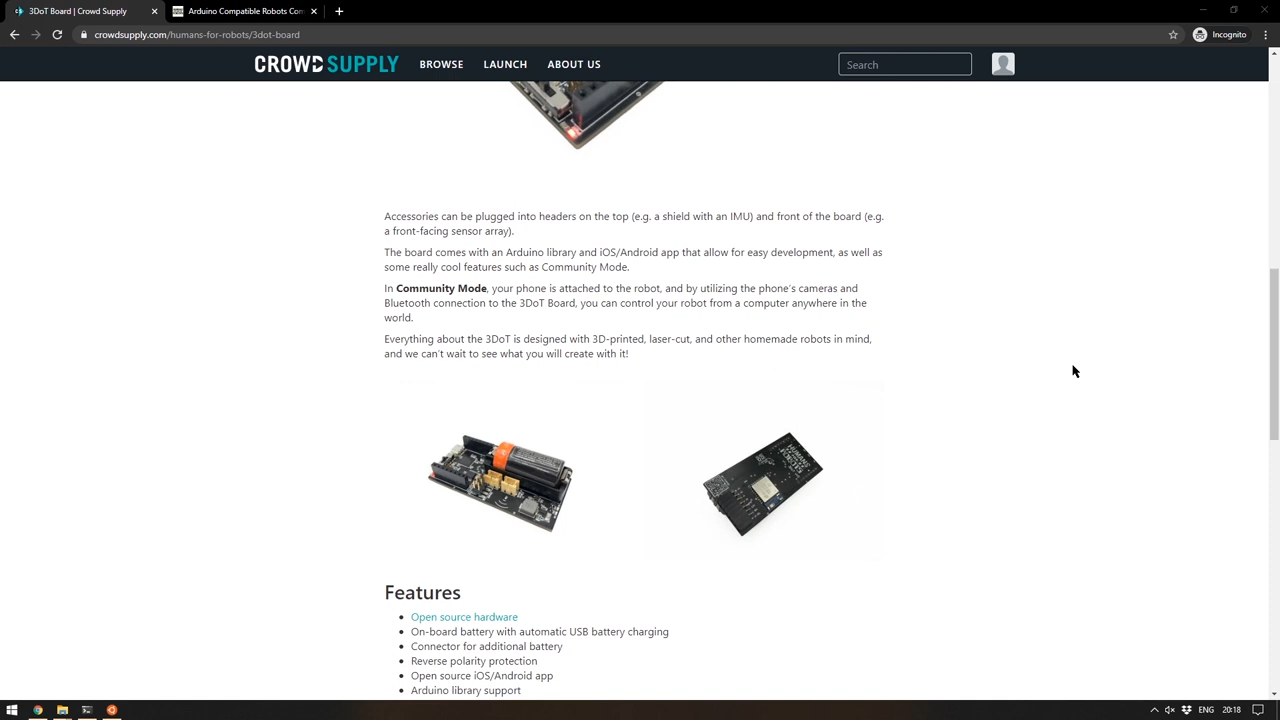 3DoT Board | Crowd Supply
Arduino Compatible Robots Con
crowdsupply.com/humans-for-robots/3dot-board
Incognito
CROWD SUPPLY
BROWSE
LAUNCH
ABOUT US
Search
Accessories can be plugged into headers on the top (e.g. a shield with an IMU) and front of the board (e.g.
a front-facing sensor array).
The board comes with an Arduino library and iOS/Android app that allow for easy development, as well as
some really cool features such as Community Mode.
In Community Mode, your phone is attached to the robot, and by utilizing the phone's cameras and
Bluetooth connection to the 3DoT Board, you can control your robot from a computer anywhere in the
world.
Everything about the 3DoT is designed with 3D-printed, laser-cut, and other homemade robots in mind,
and we can't wait to see what you will create with it!
Features
Open source hardware
On-board battery with automatic USB battery charging
Connector for additional battery
Reverse polarity protection
Open source iOS/Android app
Arduino library support
ENG
20:18